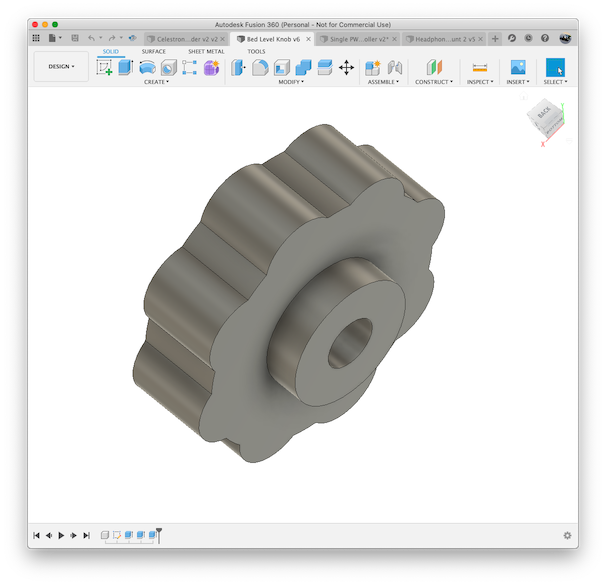 Autodesk Fusion 360 (Personal - Not for Commercial Use)
Celestron ...der v2 v2
Bed Level Knob v6
Single PW...oller v2*
Headphon...unt 2 v5
SOLID SURFACE SHEET METAL TOOLS
DESIGN
CREATE MODIFY ASSEMBLE CONSTRUCT INSPECT INSERT SELECT
BACK
X